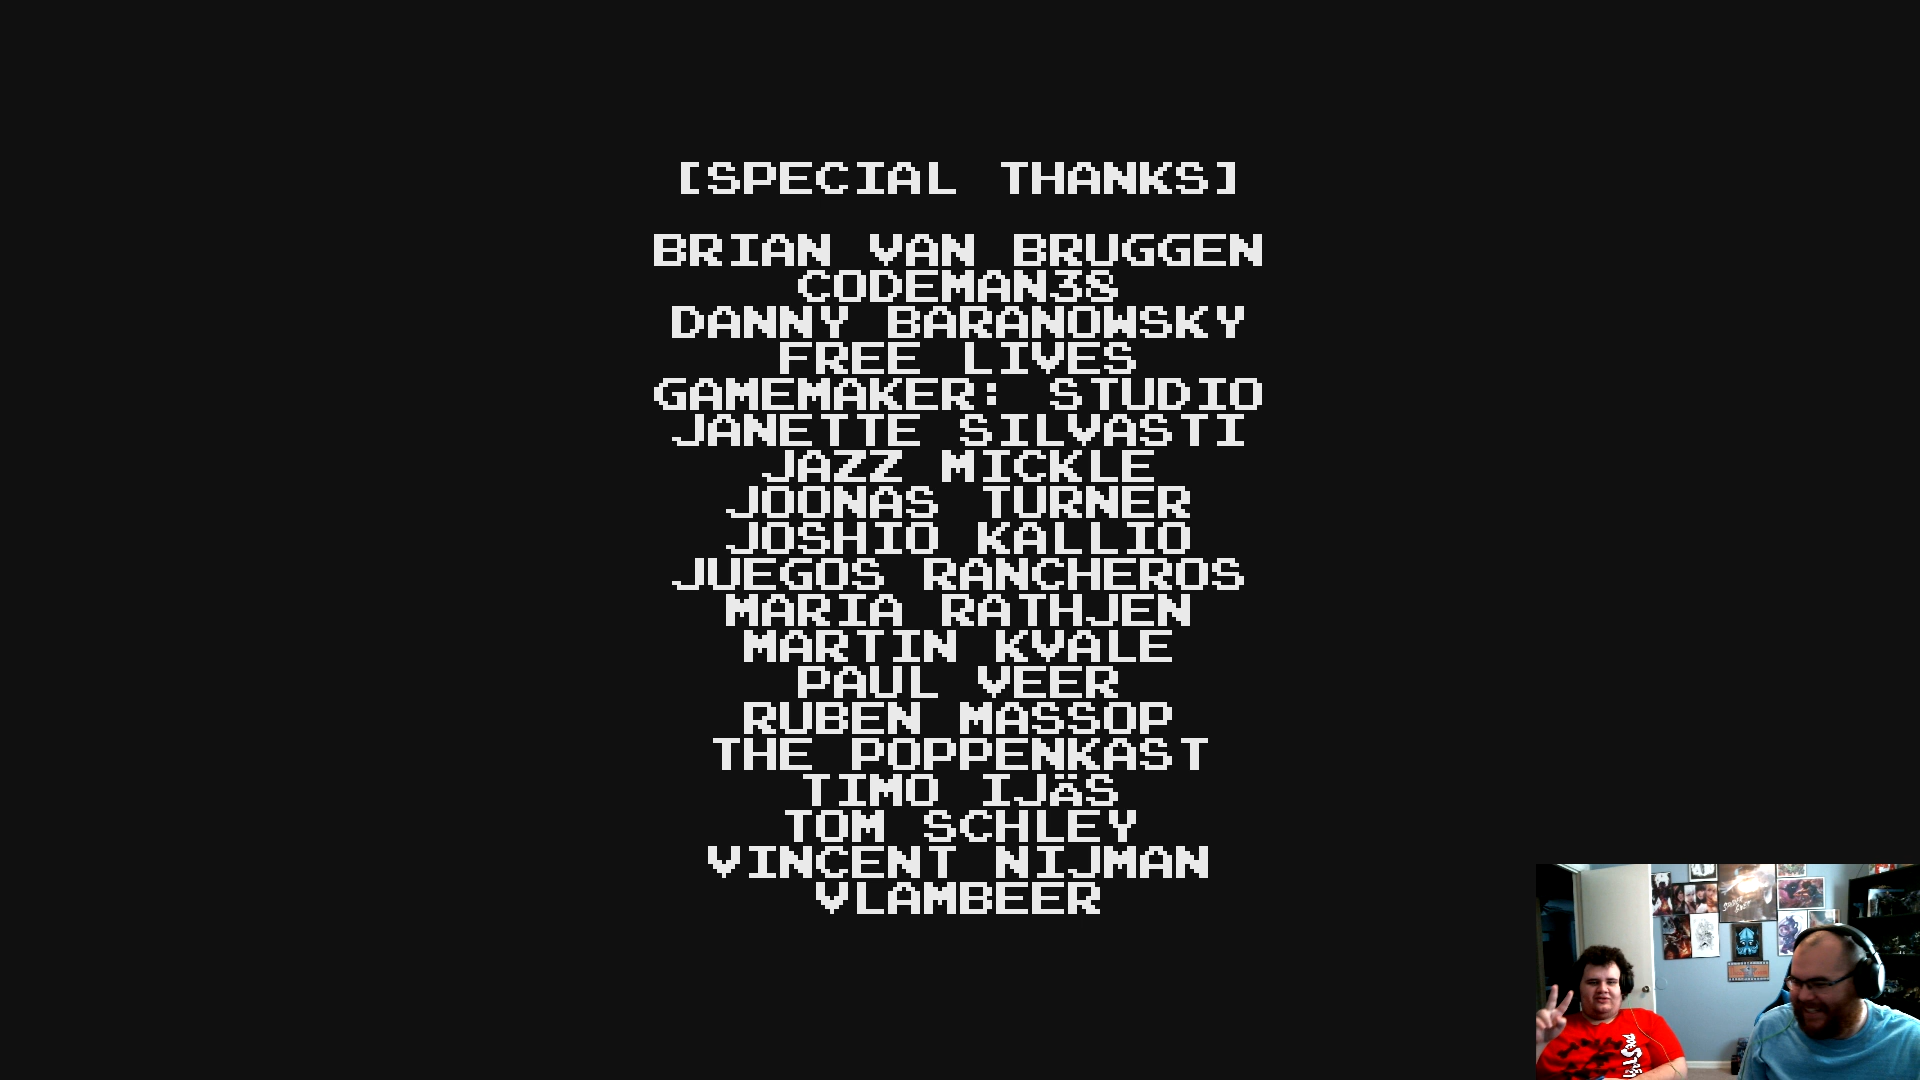 [SPECIAL THANKS]
BRIAN VAN BRUGGEN
CODEMAN38
DANNY BARANOWSKY
FREE LIVES
GAMEMAKER: STUDIO
JANETTE SILVASTI
JAZZ MICKLE
JOONAS TURNER
JOSHIO KALLIO
JUEGOS RANCHEROS
MARIA RATHJEN
MARTIN KVALE
PAUL VEER
RUBEN MASSOP
THE POPPENKAST
TIMO IJäS
TOM SCHLEY
VINCENT NIJMAN
VLAMBEER